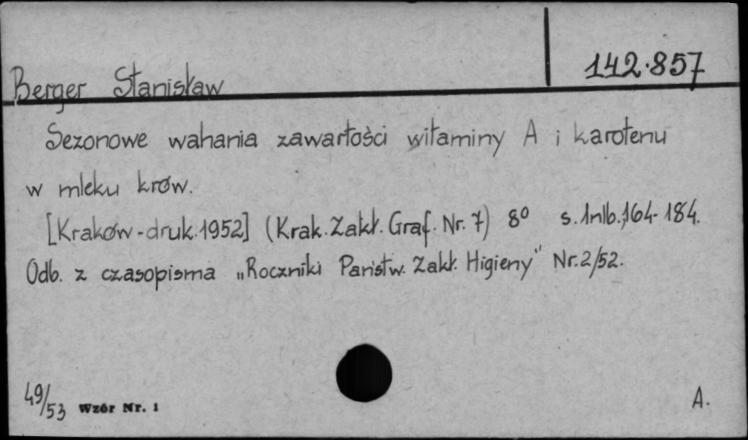 142.857
Berger Stanisław
Sezonowe wahania zawartości witaminy A i karotenu
w mleku krów.
[Kraków-druk.1952] (Krak.Zakł.Graf.Nr.7) 8° s.1nlb.,164-184.
Odb. z czasopisma „Roczniki Państw. Zakł. Higieny" Nr.2/52.
49/53 Wzór Nr. 1 A.